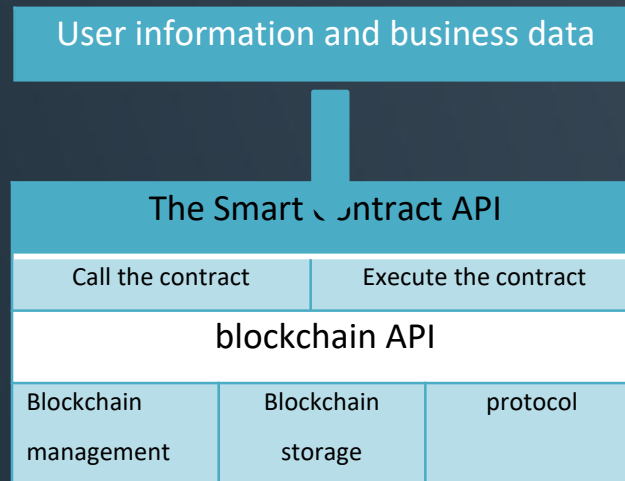 User information and business data
The Smart Contract API
Call the contract Execute the contract
blockchain API
Blockchain Blockchain protocol
management storage